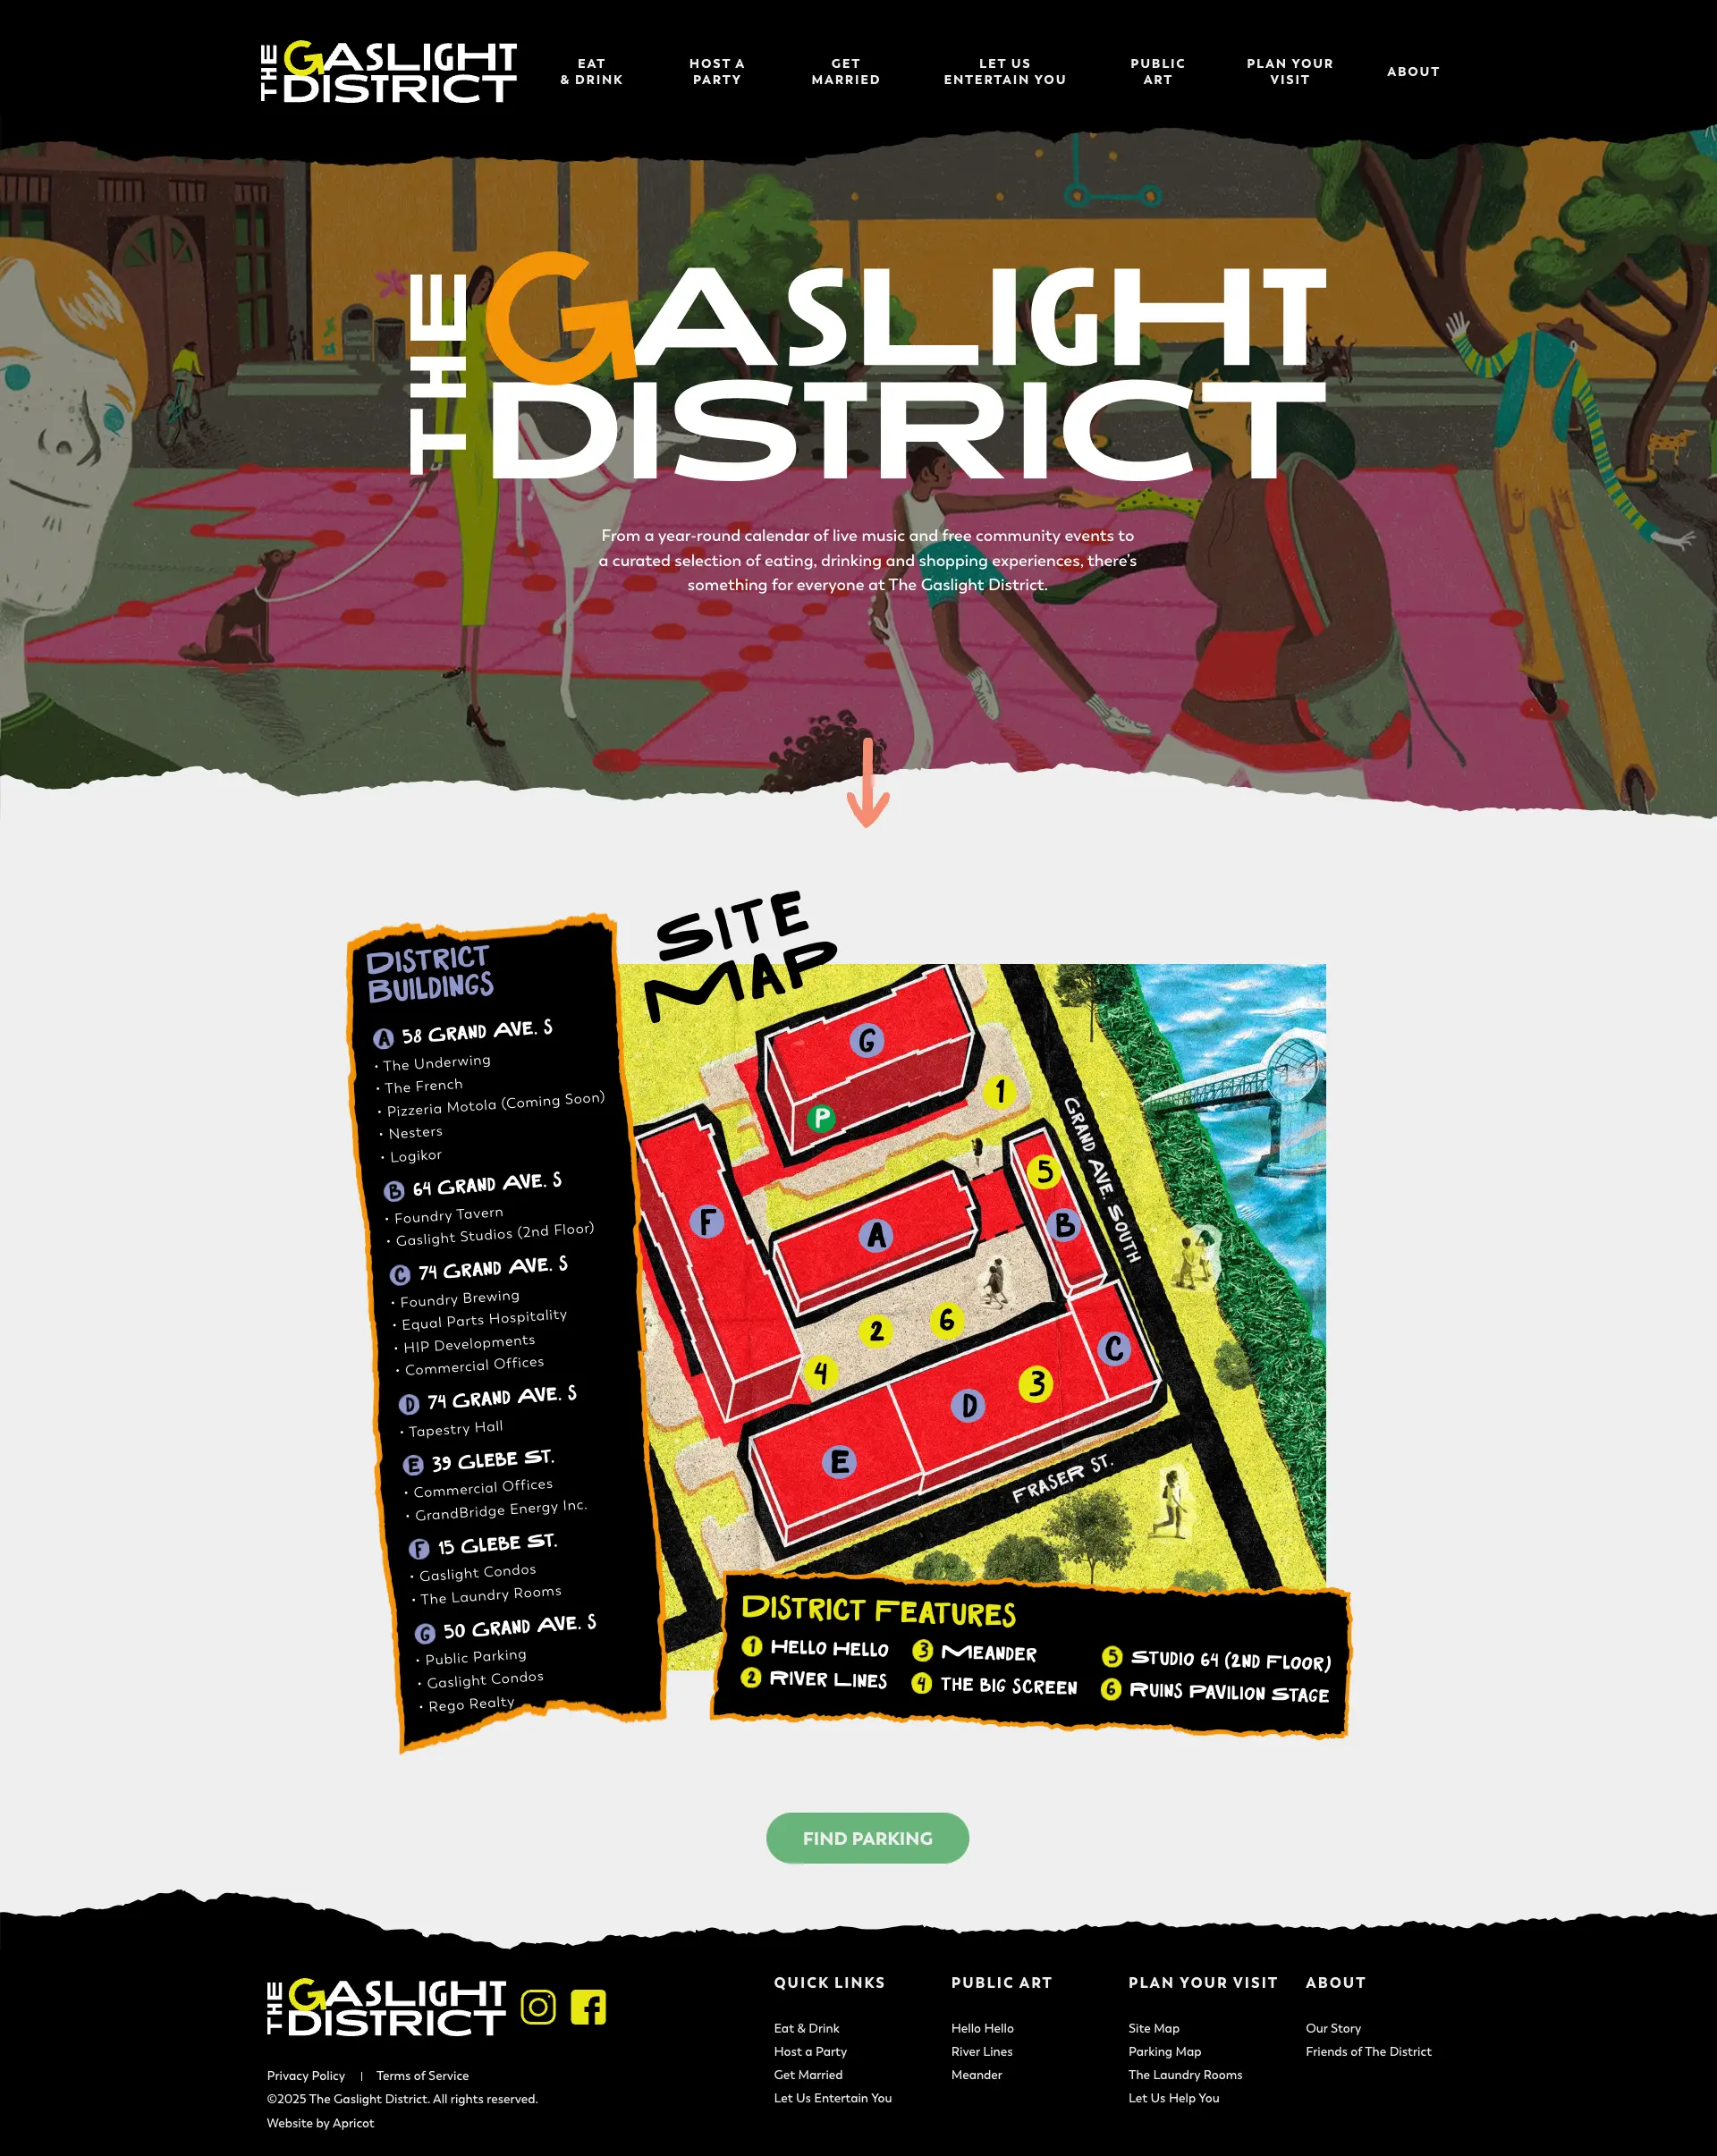 THE GASLIGHT DISTRICT
EAT & DRINK
HOST A PARTY
GET MARRIED
LET US ENTERTAIN YOU
PUBLIC ART
PLAN YOUR VISIT
ABOUT
THE GASLIGHT
DISTRICT
From a year-round calendar of live music and free community events to
a curated selection of eating, drinking and shopping experiences, there's
something for everyone at The Gaslight District.
SITE
MAP
DISTRICT
BUILDINGS
A 58 GRAND AVE. S
• The Underwing
• The French
• Pizzeria Motola (Coming Soon)
• Nesters
• Logikor
B 64 GRAND AVE. S
• Foundry Tavern
• Gaslight Studios (2nd Floor)
C 74 GRAND AVE. S
• Foundry Brewing
• Equal Parts Hospitality
• HIP Developments
• Commercial Offices
D 74 GRAND AVE. S
• Tapestry Hall
E 39 GLEBE ST.
• Commercial Offices
• GrandBridge Energy Inc.
F 15 GLEBE ST.
• Gaslight Condos
• The Laundry Rooms
G 50 GRAND AVE. S
• Public Parking
• Gaslight Condos
• Rego Realty
G
1
P
GRAND AVE. SOUTH
5
F
A
B
2
6
C
4
3
D
E
FRASER ST.
DISTRICT FEATURES
1 HELLO HELLO
2 RIVER LINES
3 MEANDER
4 THE BIG SCREEN
5 STUDIO 64 (2ND FLOOR)
6 RUINS PAVILION STAGE
FIND PARKING
THE GASLIGHT DISTRICT
Privacy Policy | Terms of Service
©2025 The Gaslight District. All rights reserved.
Website by Apricot
QUICK LINKS
Eat & Drink
Host a Party
Get Married
Let Us Entertain You
PUBLIC ART
Hello Hello
River Lines
Meander
PLAN YOUR VISIT
Site Map
Parking Map
The Laundry Rooms
Let Us Help You
ABOUT
Our Story
Friends of The District